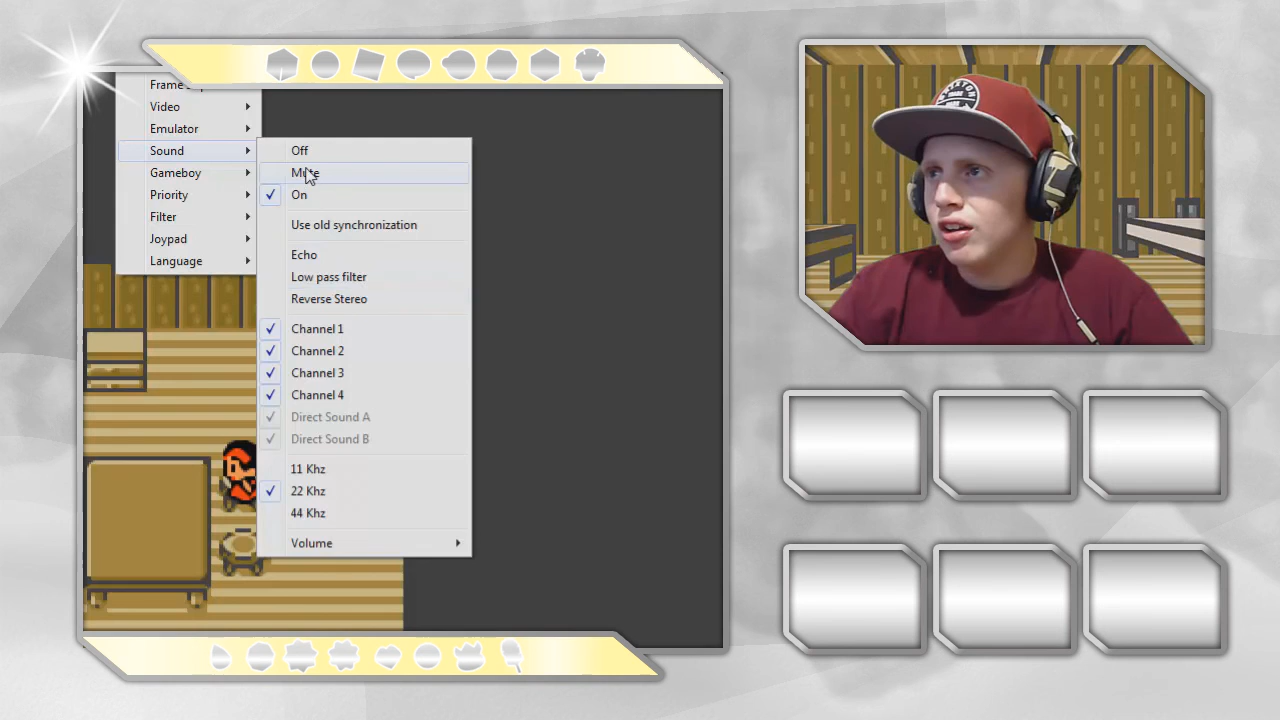 Frame
Video
Emulator
Sound
Gameboy
Priority
Filter
Joypad
Language
Off
Mute
On
Use old synchronization
Echo
Low pass filter
Reverse Stereo
Channel 1
Channel 2
Channel 3
Channel 4
Direct Sound A
Direct Sound B
11 Khz
22 Khz
44 Khz
Volume